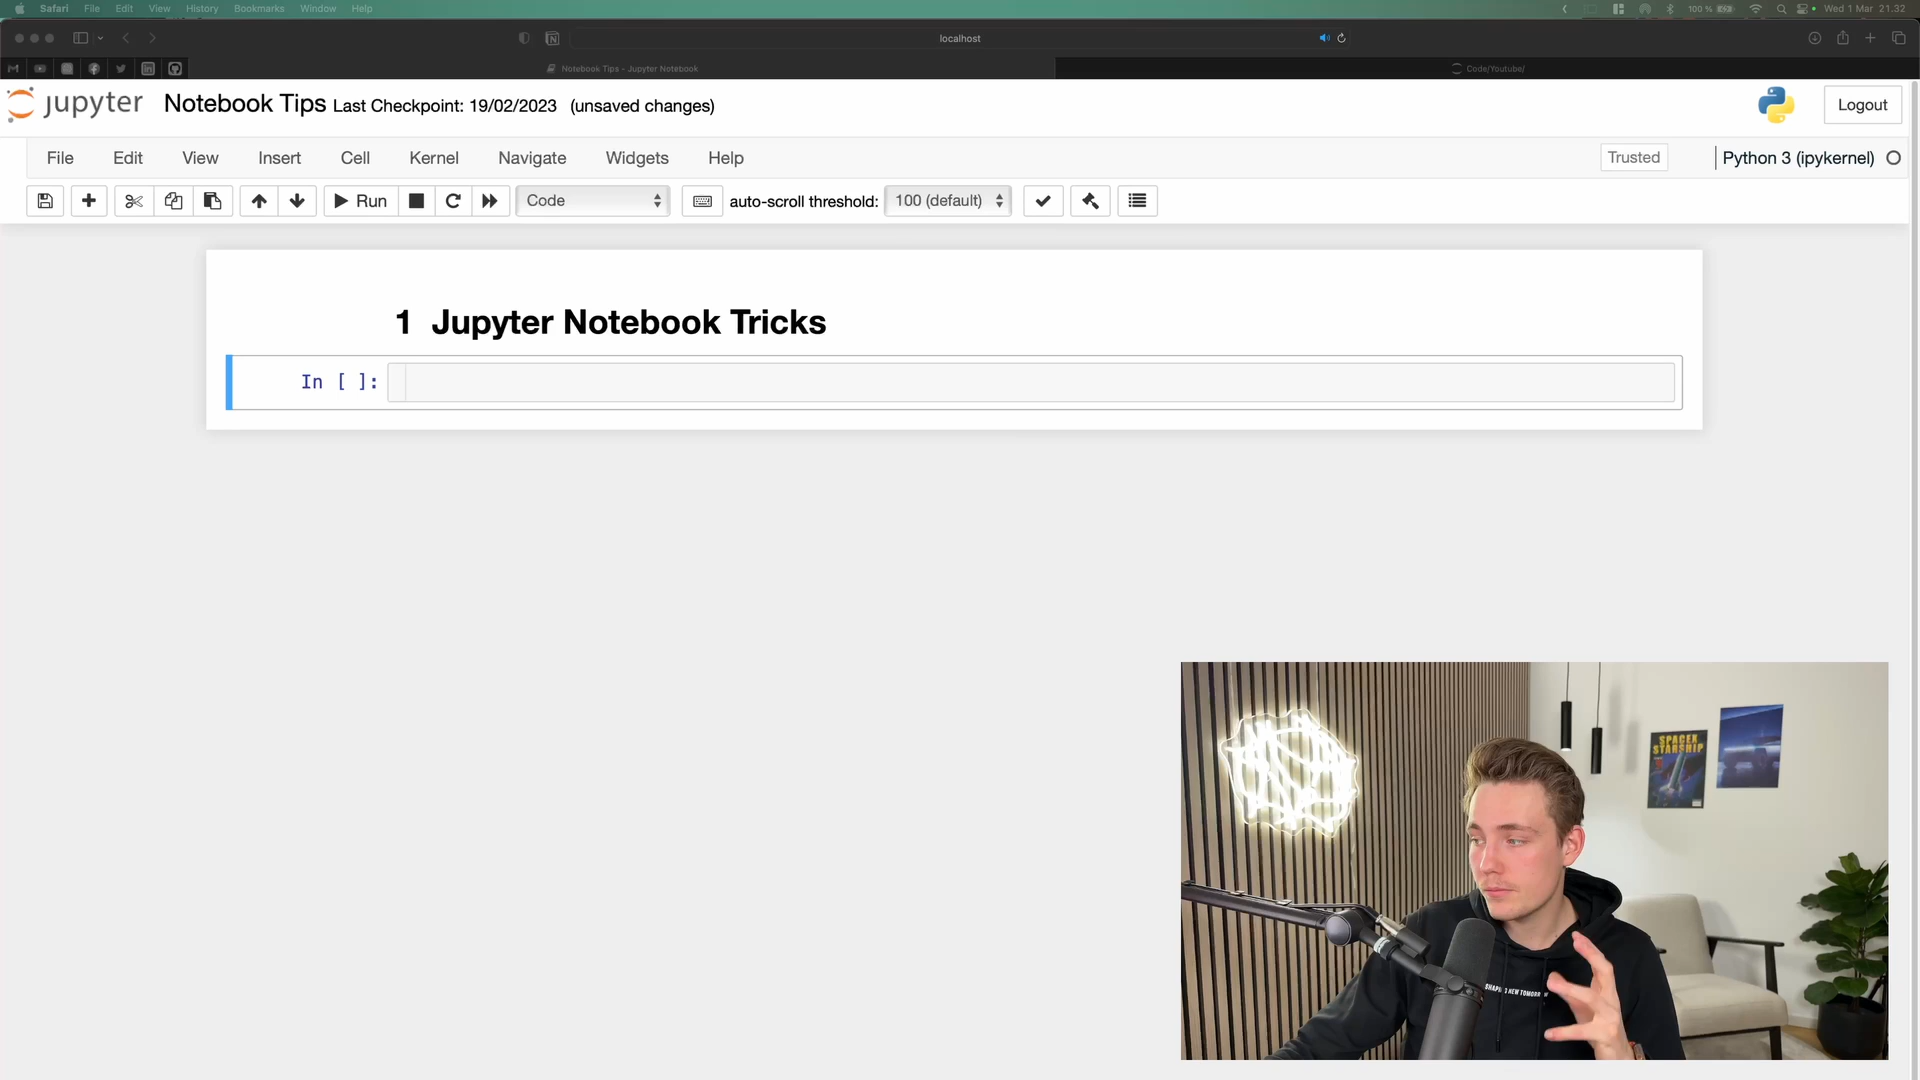 Safari File Edit View History Bookmarks Window Help 100 % Wed 1 Mar 21.32
localhost
Notebook Tips - Jupyter Notebook Code/Youtube/
jupyter Notebook Tips Last Checkpoint: 19/02/2023 (unsaved changes) Logout
File Edit View Insert Cell Kernel Navigate Widgets Help Trusted Python 3 (ipykernel)
Run Code auto-scroll threshold: 100 (default)
1 Jupyter Notebook Tricks
In [ ]:
SPACEX
STARSHIP